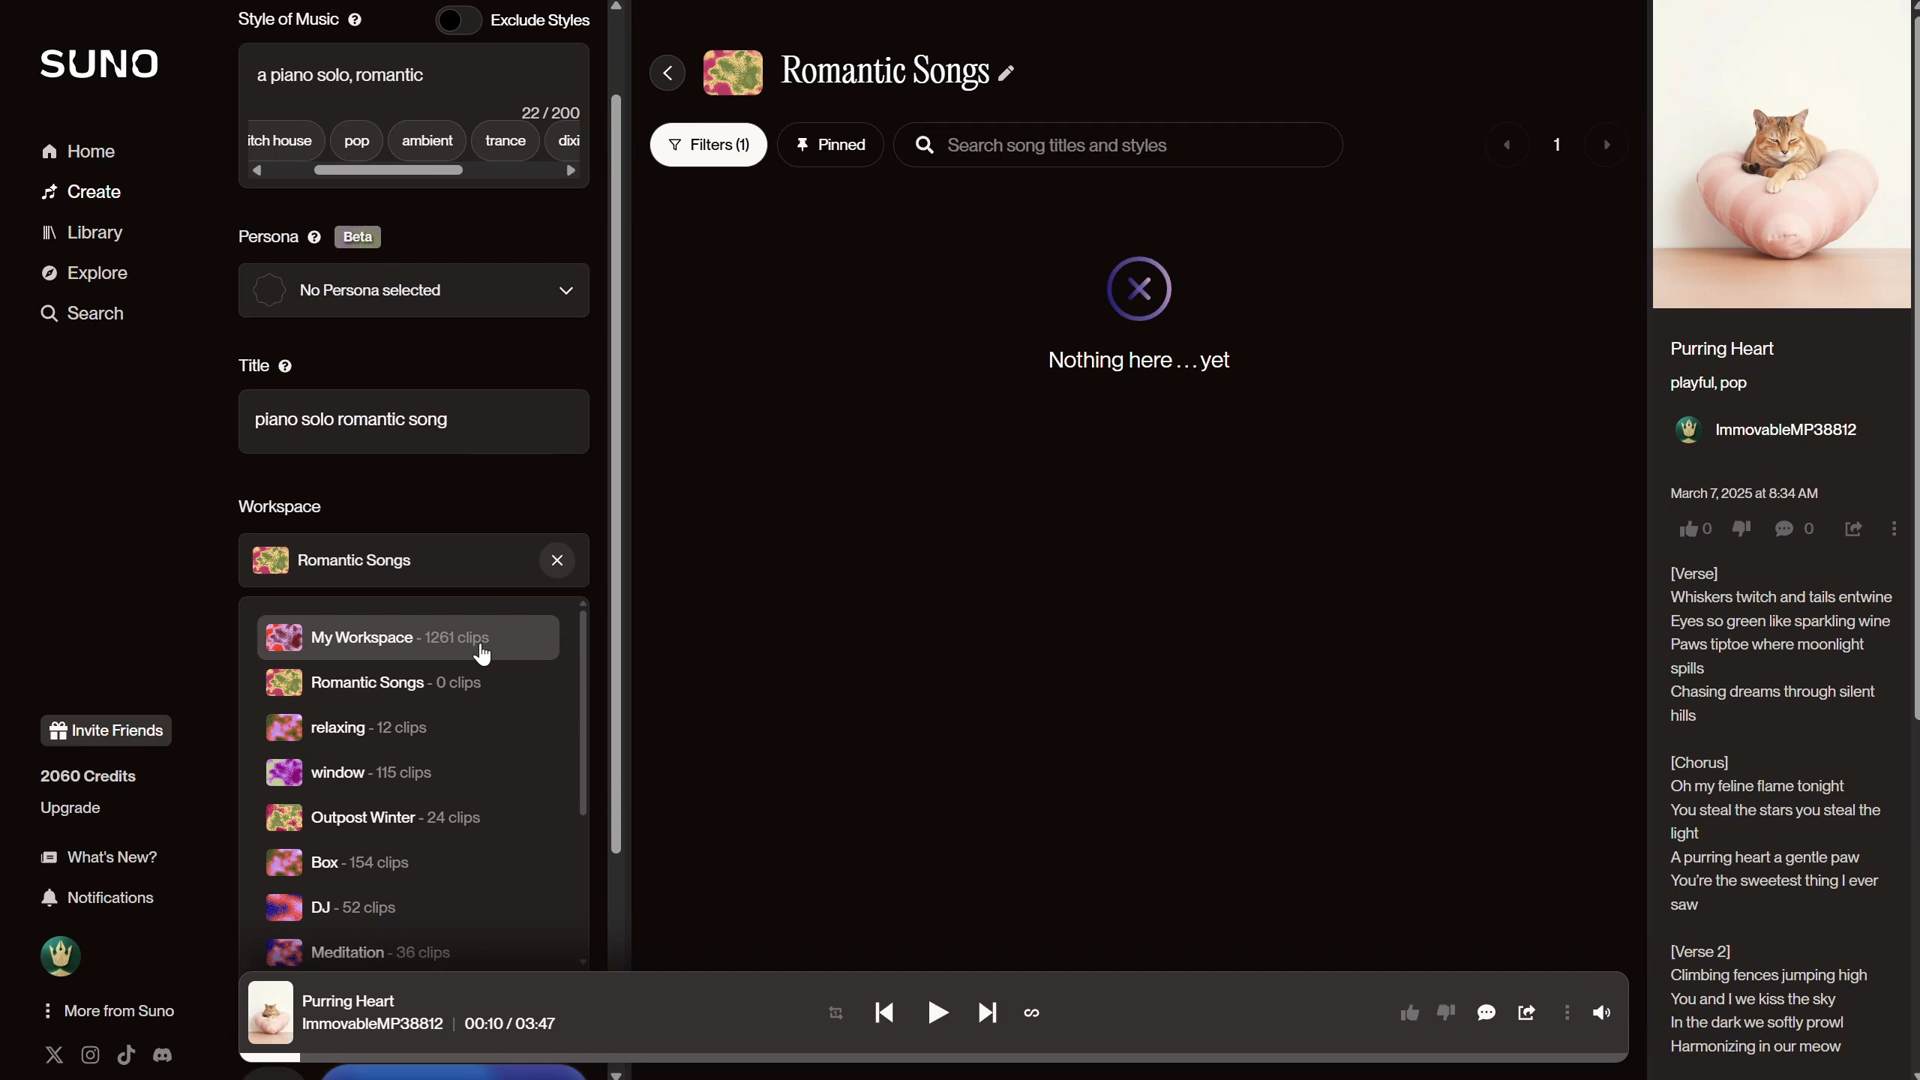 SUNO
Home
Create
Library
Explore
Search
Invite Friends
2060 Credits
Upgrade
What's New?
Notifications
More from Suno
Style of Music
Exclude Styles
a piano solo, romantic
22 / 200
itch house pop ambient trance dixi
Persona Beta
No Persona selected
Title
piano solo romantic song
Workspace
Romantic Songs
My Workspace - 1261 clips
Romantic Songs - 0 clips
relaxing - 12 clips
window - 115 clips
Outpost Winter - 24 clips
Box - 154 clips
DJ - 52 clips
Meditation - 36 clips
Romantic Songs
Filters (1) Pinned Search song titles and styles 1
Nothing here ... yet
Purring Heart
playful, pop
ImmovableMP38812
March 7, 2025 at 8:34 AM
0 0
[Verse]
Whiskers twitch and tails entwine
Eyes so green like sparkling wine
Paws tiptoe where moonlight
spills
Chasing dreams through silent
hills
[Chorus]
Oh my feline flame tonight
You steal the stars you steal the
light
A purring heart a gentle paw
You're the sweetest thing I ever
saw
[Verse 2]
Climbing fences jumping high
You and I we kiss the sky
In the dark we softly prowl
Harmonizing in our meow
Purring Heart
ImmovableMP38812 | 00:10 / 03:47